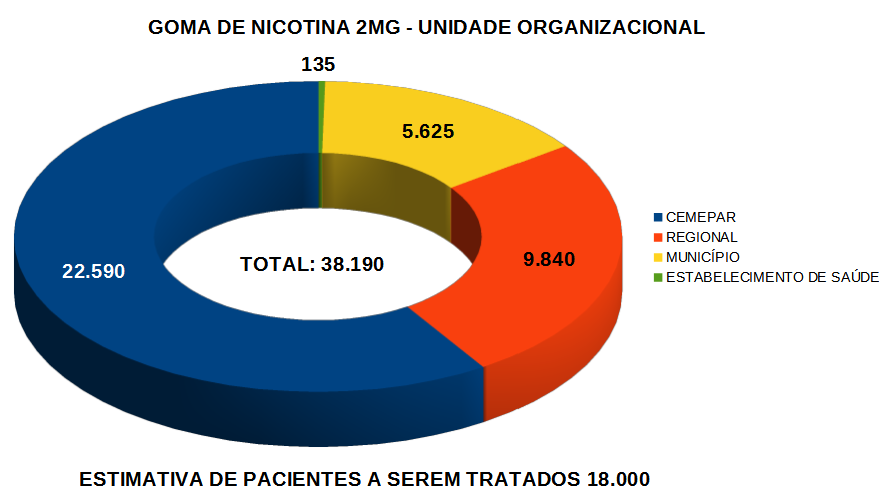 GOMA DE NICOTINA 2MG - UNIDADE ORGANIZACIONAL
135
5.625
9.840
22.590
TOTAL: 38.190
CEMEPAR
REGIONAL
MUNICÍPIO
ESTABELECIMENTO DE SAÚDE
ESTIMATIVA DE PACIENTES A SEREM TRATADOS 18.000